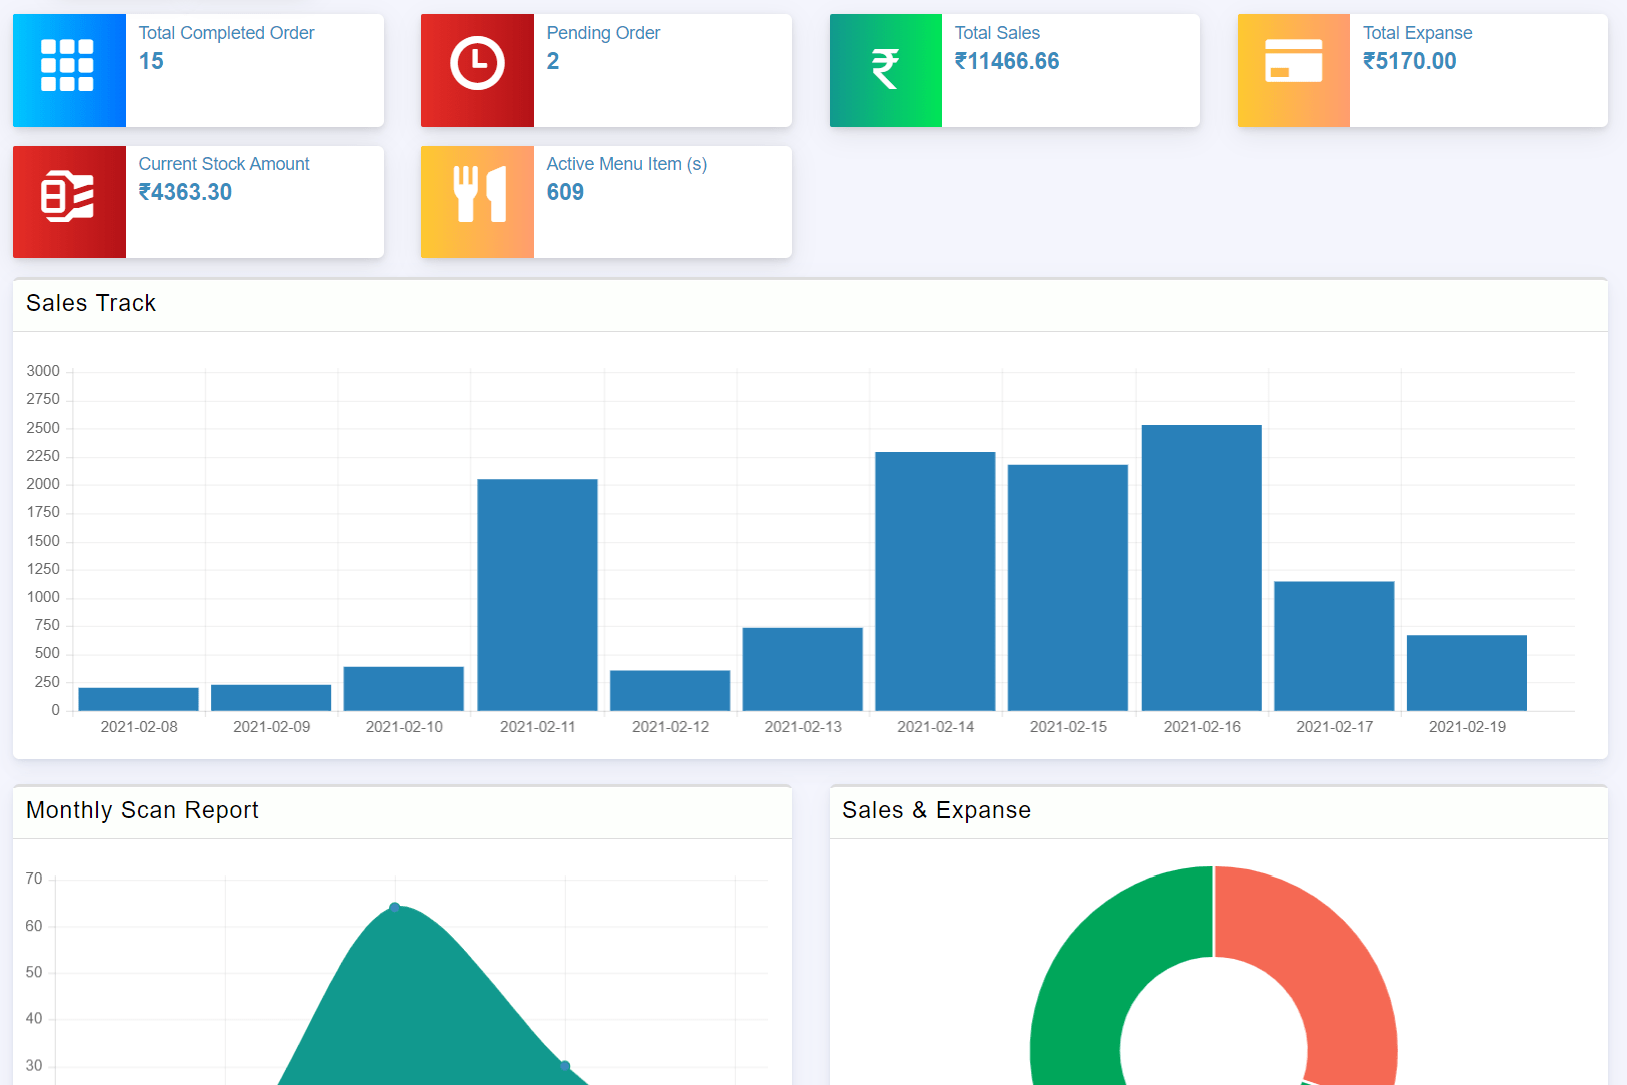 Total Completed Order
15
Pending Order
2
Total Sales
₹11466.66
Total Expanse
₹5170.00
Current Stock Amount
₹4363.30
Active Menu Item (s)
609
Sales Track
3000
2750
2500
2250
2000
1750
1500
1250
1000
750
500
250
0
2021-02-08 2021-02-09 2021-02-10 2021-02-11 2021-02-12 2021-02-13 2021-02-14 2021-02-15 2021-02-16 2021-02-17 2021-02-19
Monthly Scan Report
70
60
50
40
30
Sales & Expanse